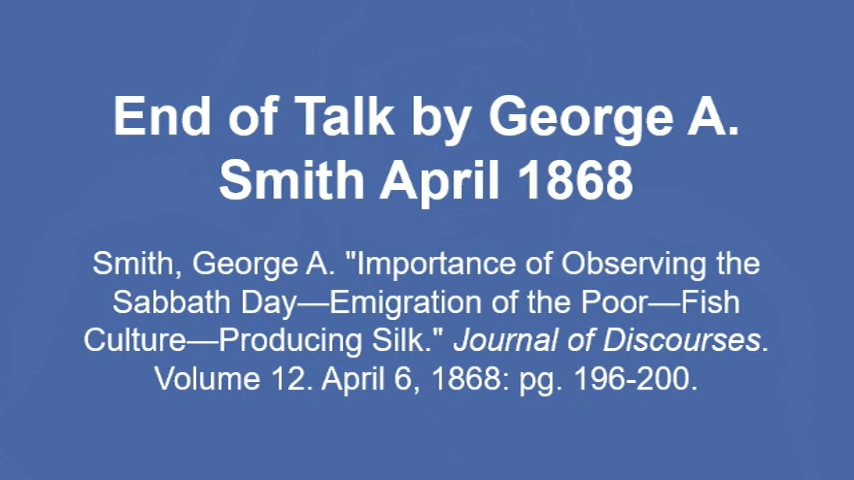 End of Talk by George A.
Smith April 1868
Smith, George A. "Importance of Observing the
Sabbath Day—Emigration of the Poor—Fish
Culture—Producing Silk." Journal of Discourses.
Volume 12. April 6, 1868: pg. 196-200.